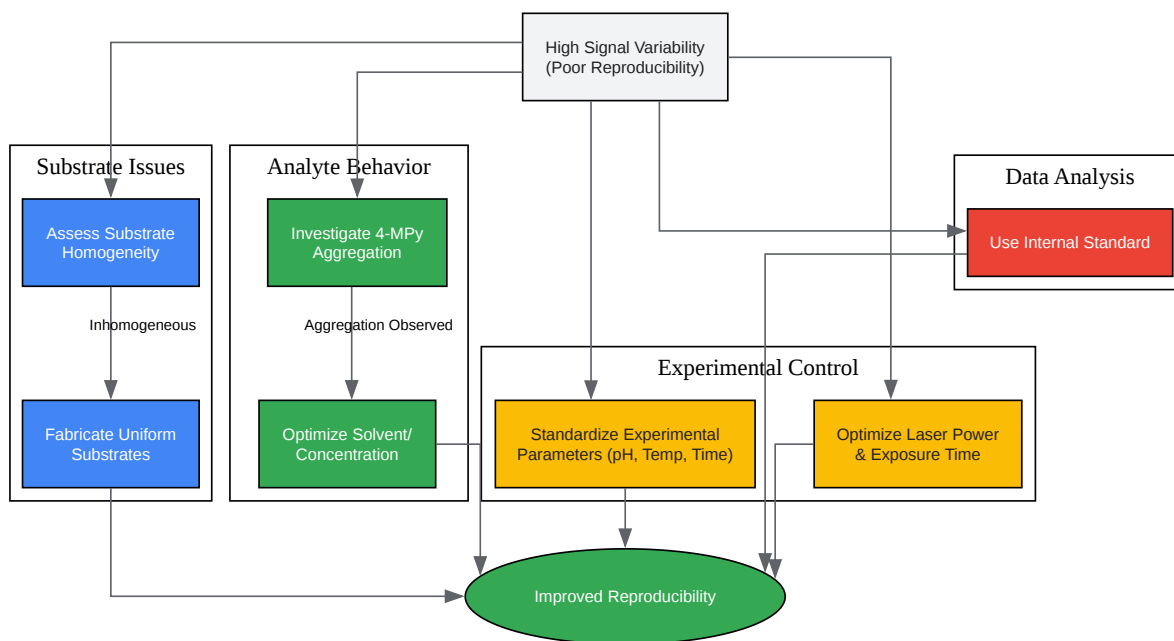 High Signal Variability
(Poor Reproducibility)
Substrate Issues
Analyte Behavior
Data Analysis
Assess Substrate
Homogeneity
Investigate 4-MPy
Aggregation
Use Internal Standard
Inhomogeneous
Aggregation Observed
Experimental Control
Fabricate Uniform
Substrates
Optimize Solvent/
Concentration
Standardize Experimental
Parameters (pH, Temp, Time)
Optimize Laser Power
& Exposure Time
Improved Reproducibility